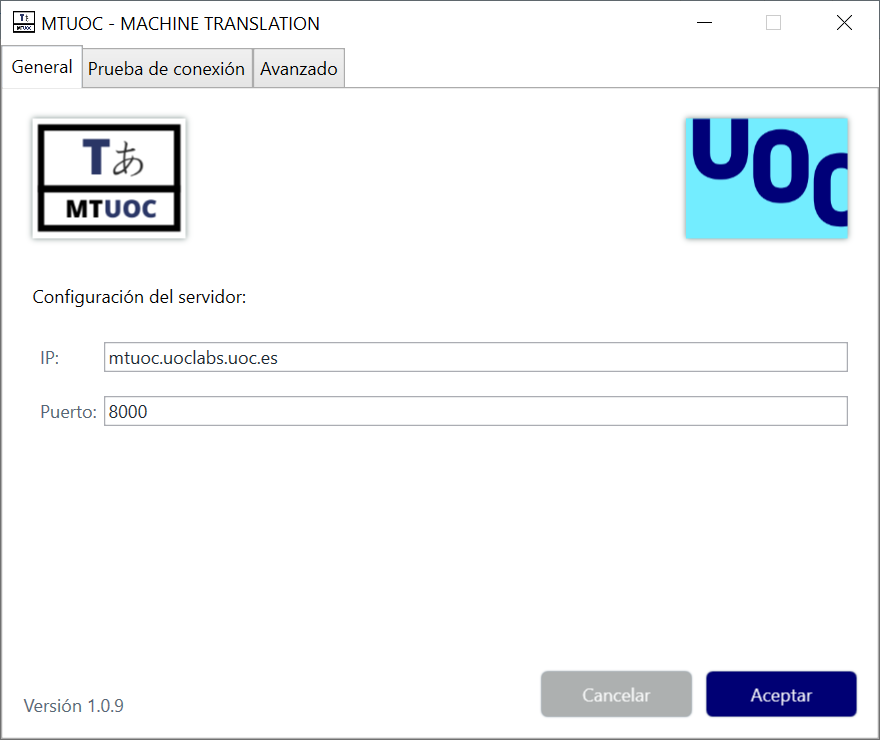 MTUOC - MACHINE TRANSLATION
General Prueba de conexión Avanzado
Tあ
MTUOC
UOC
Configuración del servidor:
IP: mtuoc.uoclabs.uoc.es
Puerto: 8000
Cancelar Aceptar
Versión 1.0.9